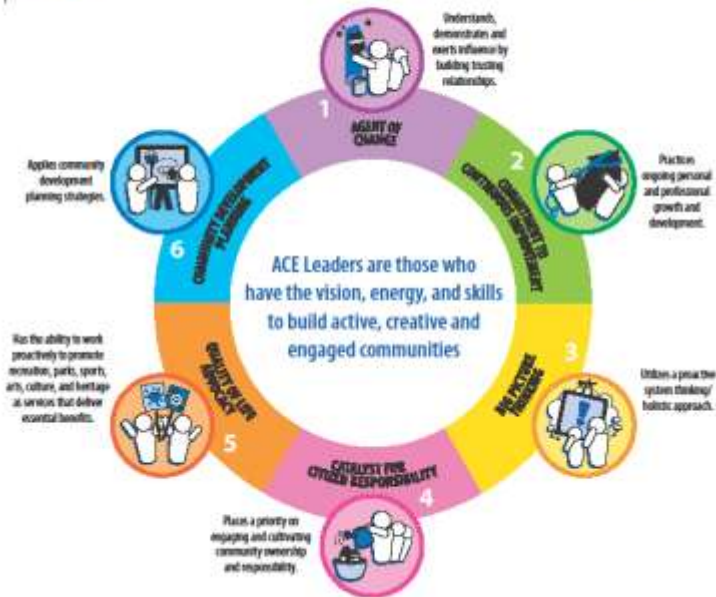 Understands,
demonstrates and
exerts influence by
building trusting
relationships.
1
AGENT OF
CHANGE
2
COMMITMENT TO
CONTINUOUS IMPROVEMENT
Practices
ongoing personal
and professional
growth and
development.
3
BIG PICTURE
THINKING
Utilizes a proactive
system thinking/
holistic approach.
4
CATALYST FOR
CITIZEN RESPONSIBILITY
Places a priority on
engaging and cultivating
community ownership
and responsibility.
5
QUALITY OF LIFE
ADVOCACY
Has the ability to work
proactively to promote
recreation, parks, sports,
arts, culture, and heritage
as services that deliver
essential benefits.
6
COMMUNITY DEVELOPMENT
PLANNING
Applies community
development
planning strategies.
ACE Leaders are those who
have the vision, energy, and skills
to build active, creative and
engaged communities